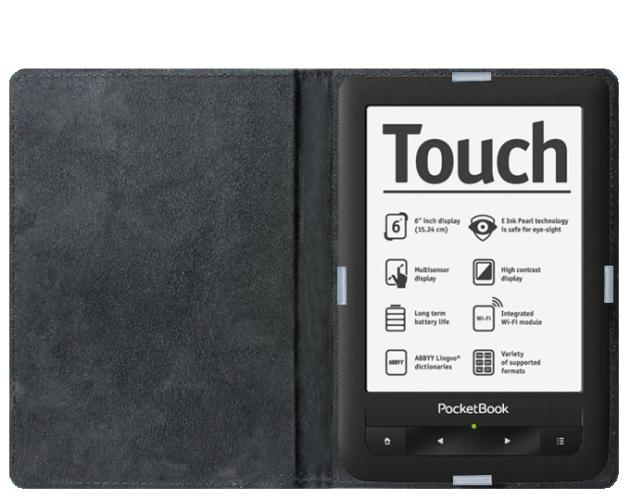 Touch
6
6" inch display
(15.24 cm)
E Ink Pearl technology
is safe for eye-sight
Multisensor
display
High contrast
display
Long term
battery life
Wi-Fi
Integrated
Wi-Fi module
ABBYY
ABBYY Lingvo®
dictionaries
Variety
of supported
formats
PocketBook